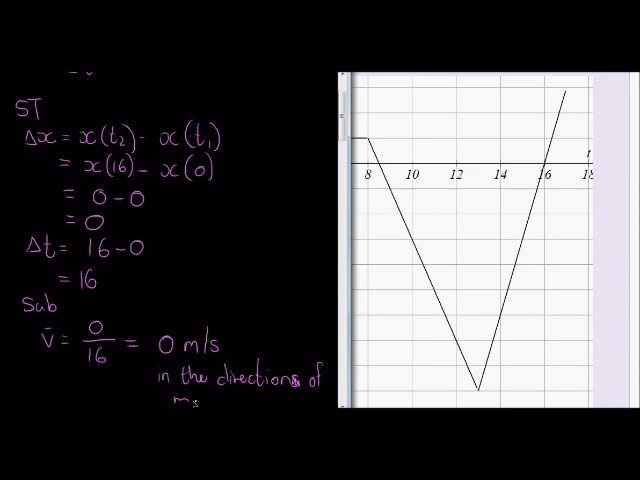 ST
Δx = x(t₂) - x(t₁)
= x(16) - x(0)
= 0 - 0
= 0
Δt = 16 - 0
= 16
Sub
v̄ = 0/16 = 0 m/s
in the directions of
m
t
8 10 12 14 16 18